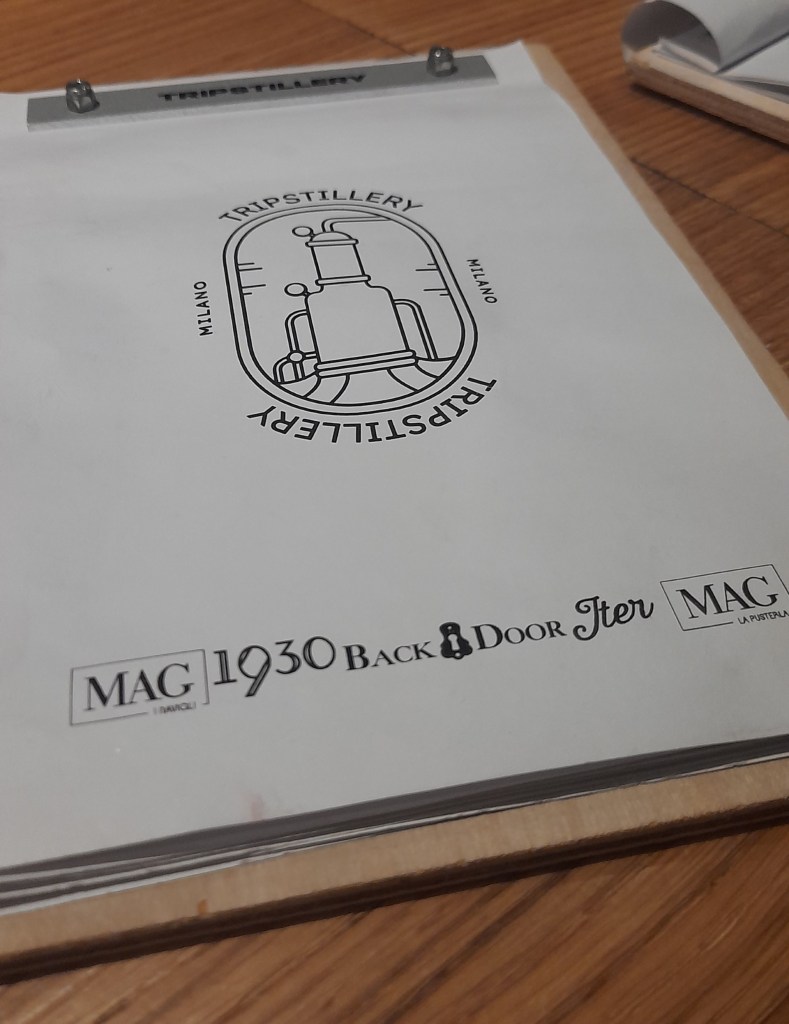 TRIPSTILLERY
TRIPSTILLERY
MILANO
MILANO
TRIPSTILLERY
MAG 1930 BACK DOOR Iter MAG
I NAVIGLI
LA PUSTERLA